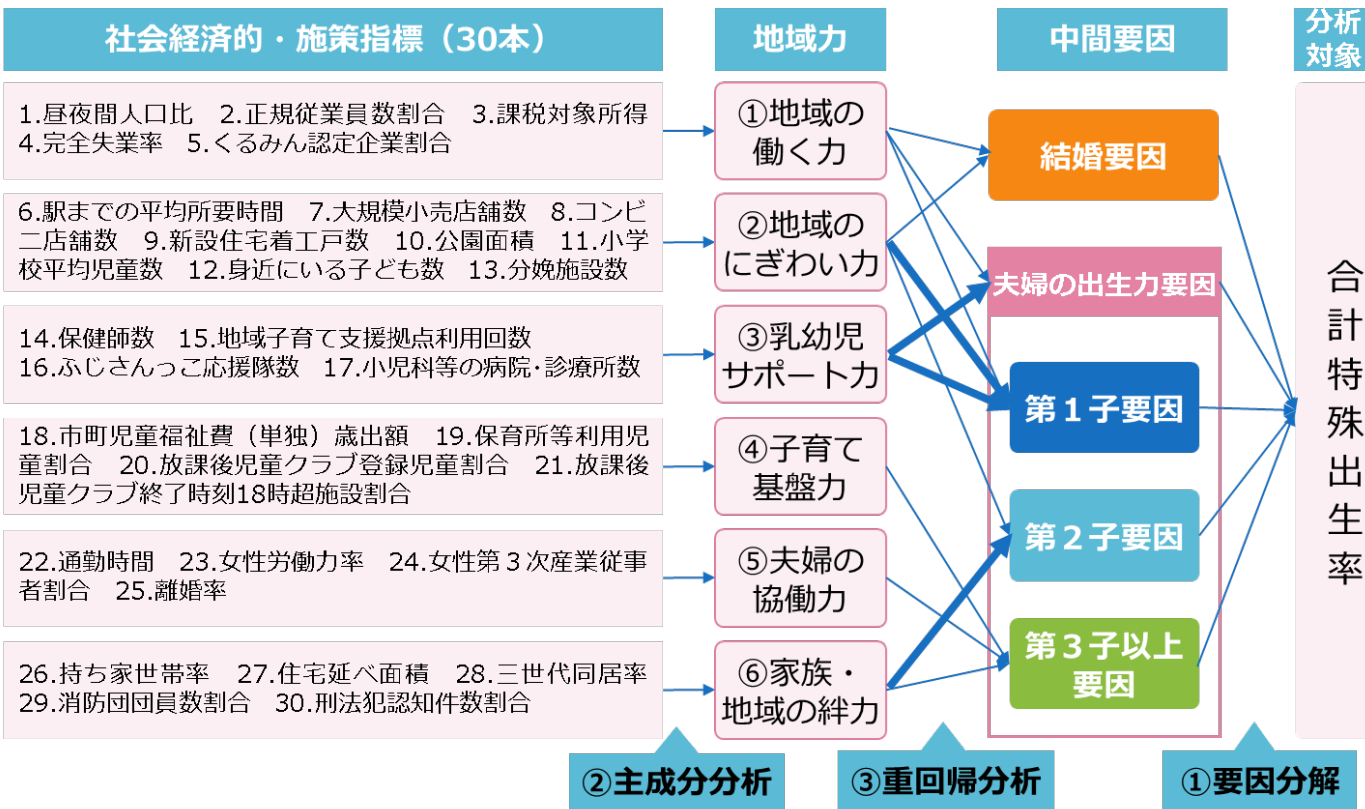 社会経済的・施策指標（30本）
地域力
中間要因
分析
対象
1.昼夜間人口比　2.正規従業員数割合　3.課税対象所得
4.完全失業率　5.くるみん認定企業割合
①地域の
働く力
結婚要因
6.駅までの平均所要時間　7.大規模小売店舗数　8.コンビ
ニ店舗数　9.新設住宅着工戸数　10.公園面積　11.小学
校平均児童数　12.身近にいる子ども数　13.分娩施設数
②地域の
にぎわい力
夫婦の出生力要因
14.保健師数　15.地域子育て支援拠点利用回数
16.ふじさんっこ応援隊数　17.小児科等の病院･診療所数
③乳幼児
サポート力
第１子要因
18.市町児童福祉費（単独）歳出額　19.保育所等利用児
童割合　20.放課後児童クラブ登録児童割合　21.放課後
児童クラブ終了時刻18時超施設割合
④子育て
基盤力
第２子要因
22.通勤時間　23.女性労働力率　24.女性第３次産業従事
者割合　25.離婚率
⑤夫婦の
協働力
第３子以上
要因
26.持ち家世帯率　27.住宅延べ面積　28.三世代同居率
29.消防団団員数割合　30.刑法犯認知件数割合
⑥家族・
地域の絆力
合計特殊出生率
②主成分分析
③重回帰分析
①要因分解